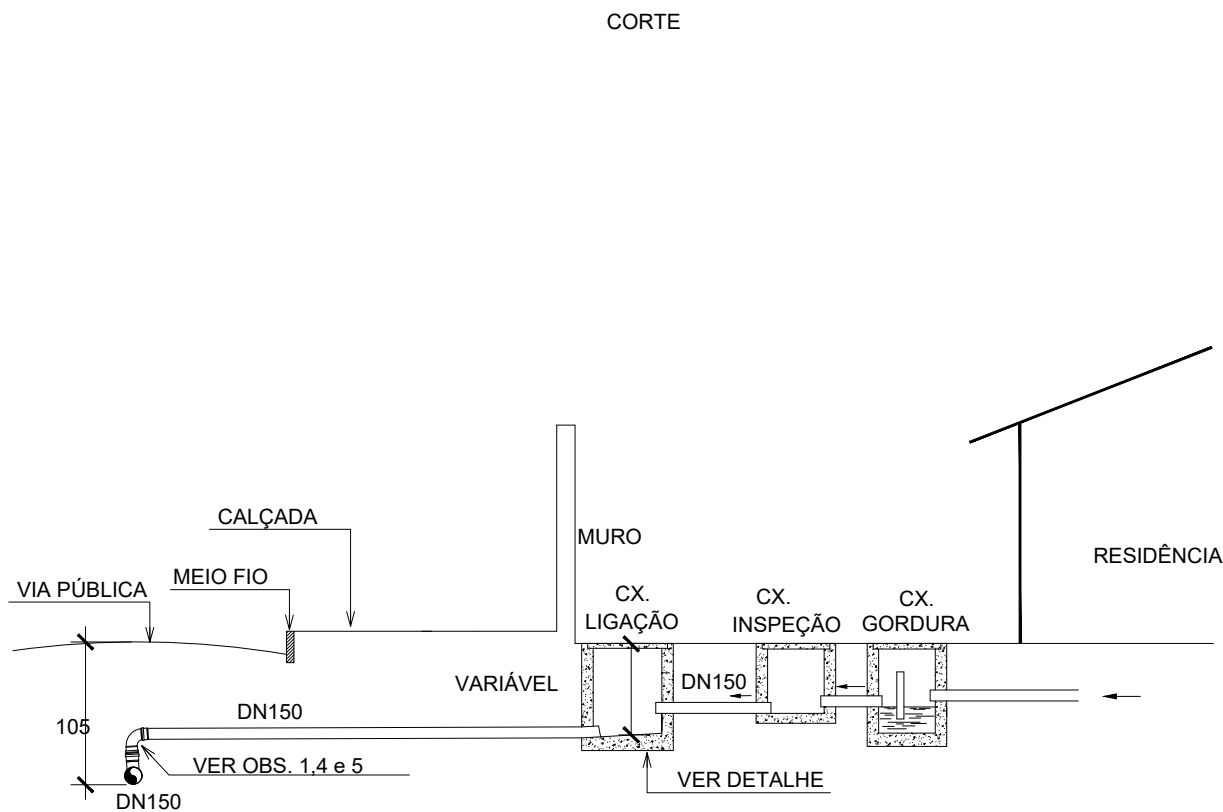 CORTE
CALÇADA
MURO
RESIDÊNCIA
VIA PÚBLICA
MEIO FIO
CX.
LIGAÇÃO
CX.
INSPEÇÃO
CX.
GORDURA
VARIÁVEL
DN150
DN150
105
VER OBS. 1,4 e 5
VER DETALHE
DN150